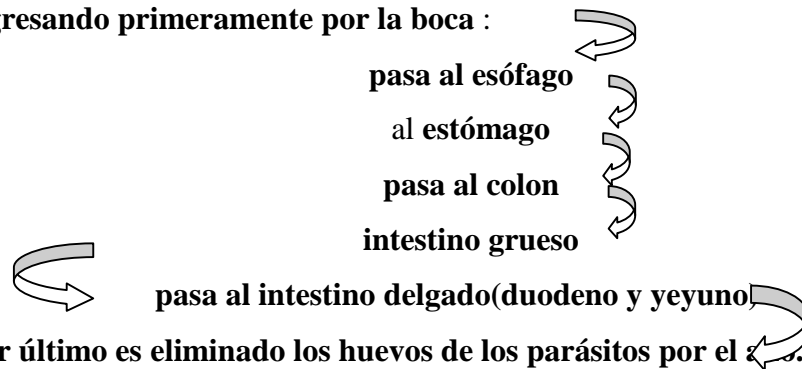 gresando primeramente por la boca :
pasa al esófago
al estómago
pasa al colon
intestino grueso
pasa al intestino delgado(duodeno y yeyuno
r último es eliminado los huevos de los parásitos por el